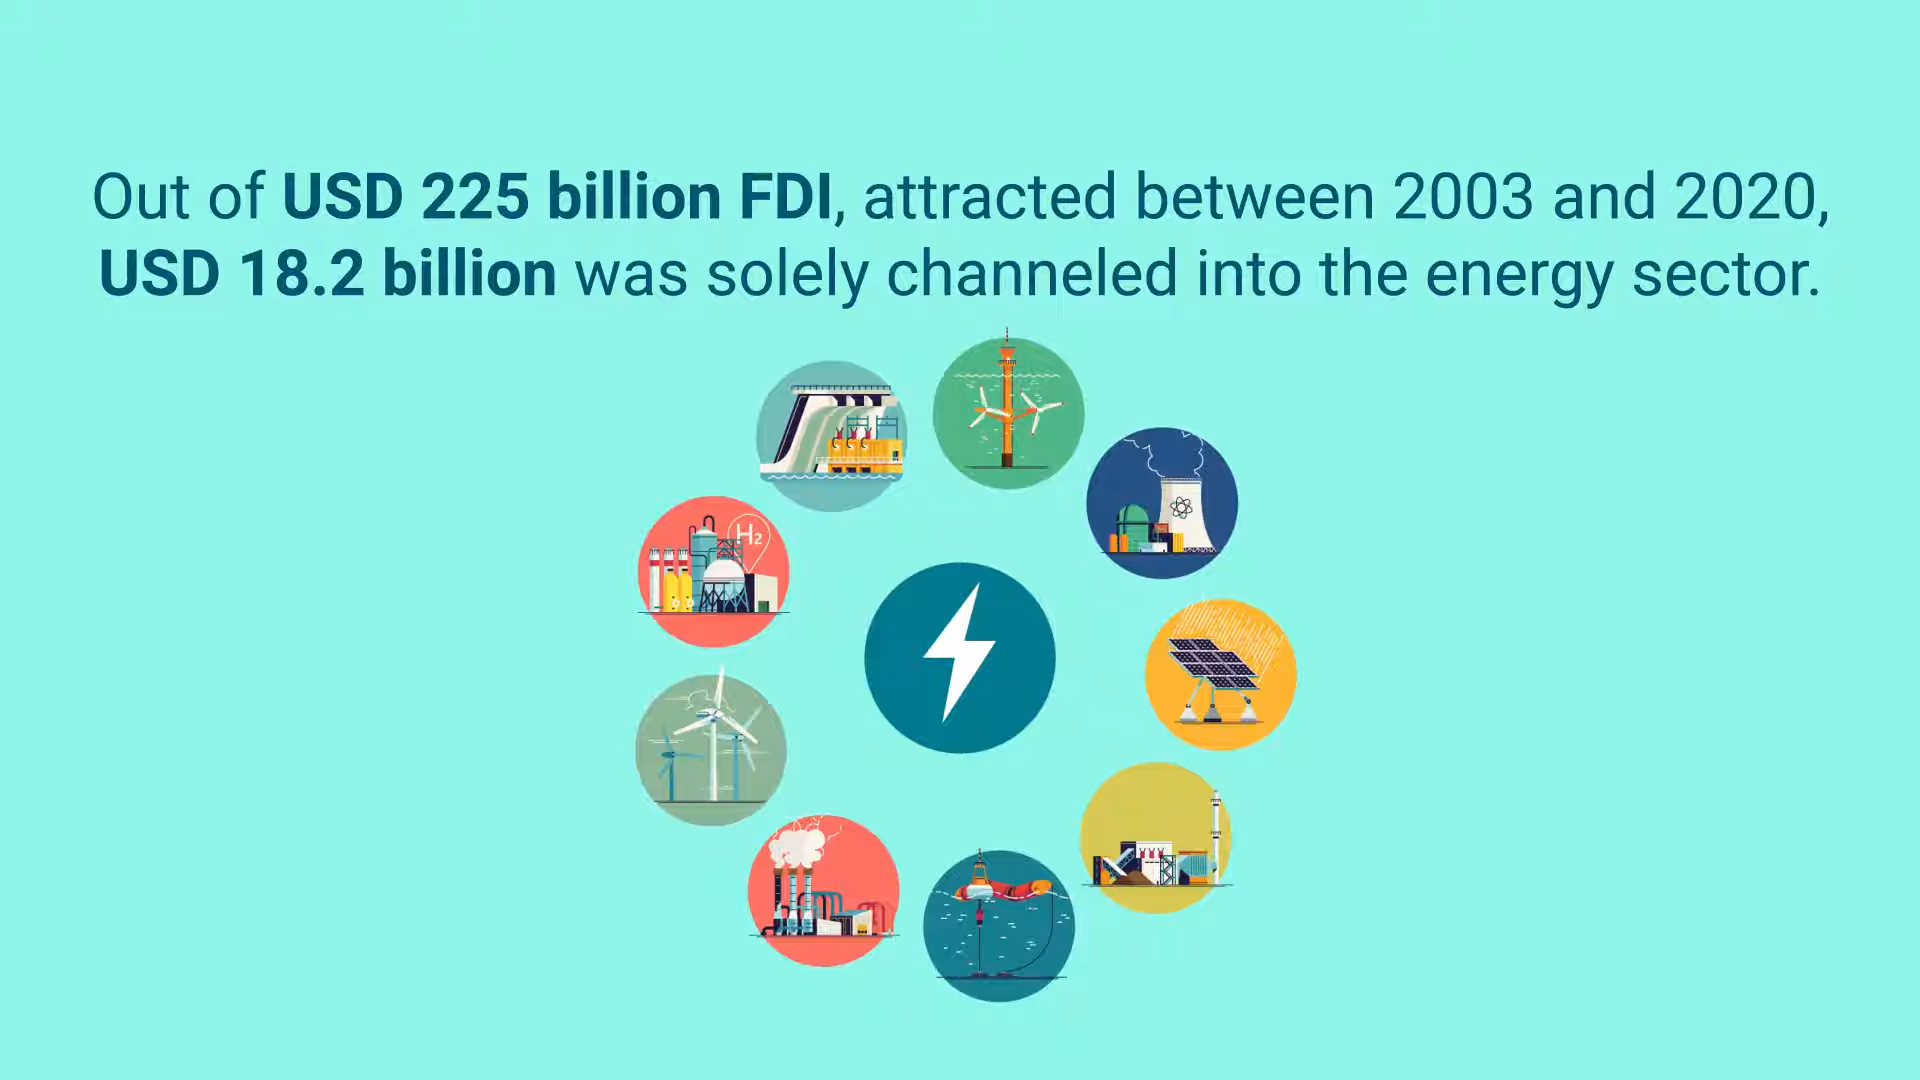 Out of USD 225 billion FDI, attracted between 2003 and 2020,
USD 18.2 billion was solely channeled into the energy sector.
H2